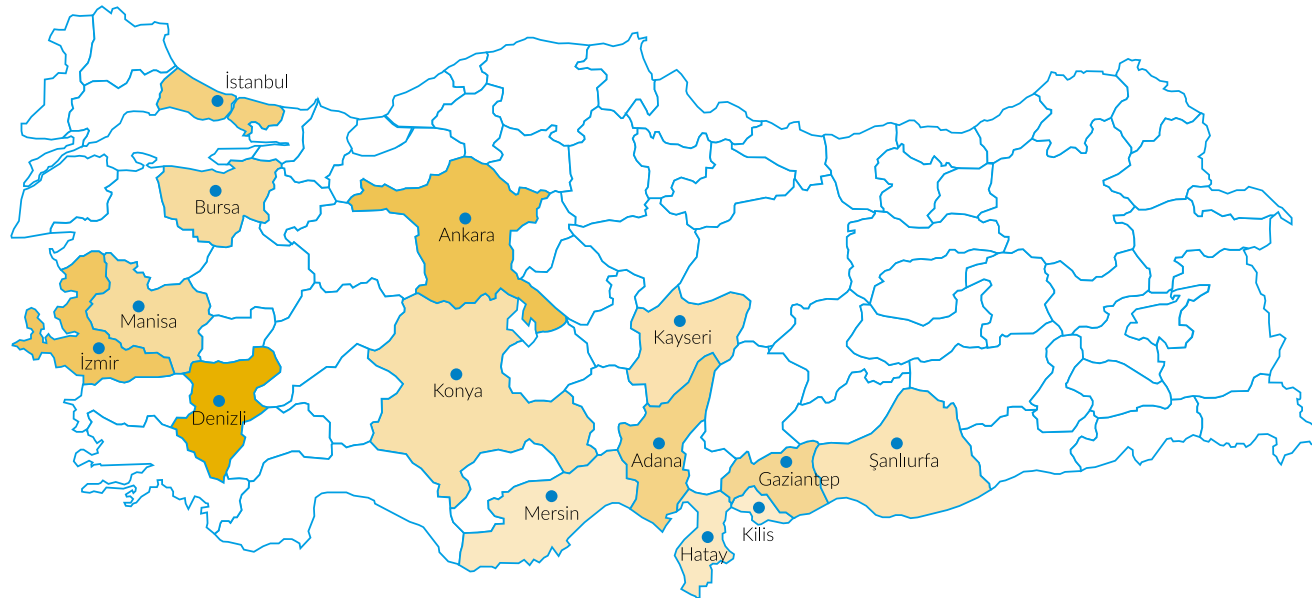 İstanbul
Bursa
Ankara
Manisa
Kayseri
İzmir
Konya
Denizli
Adana
Şanlıurfa
Gaziantep
Mersin
Kilis
Hatay